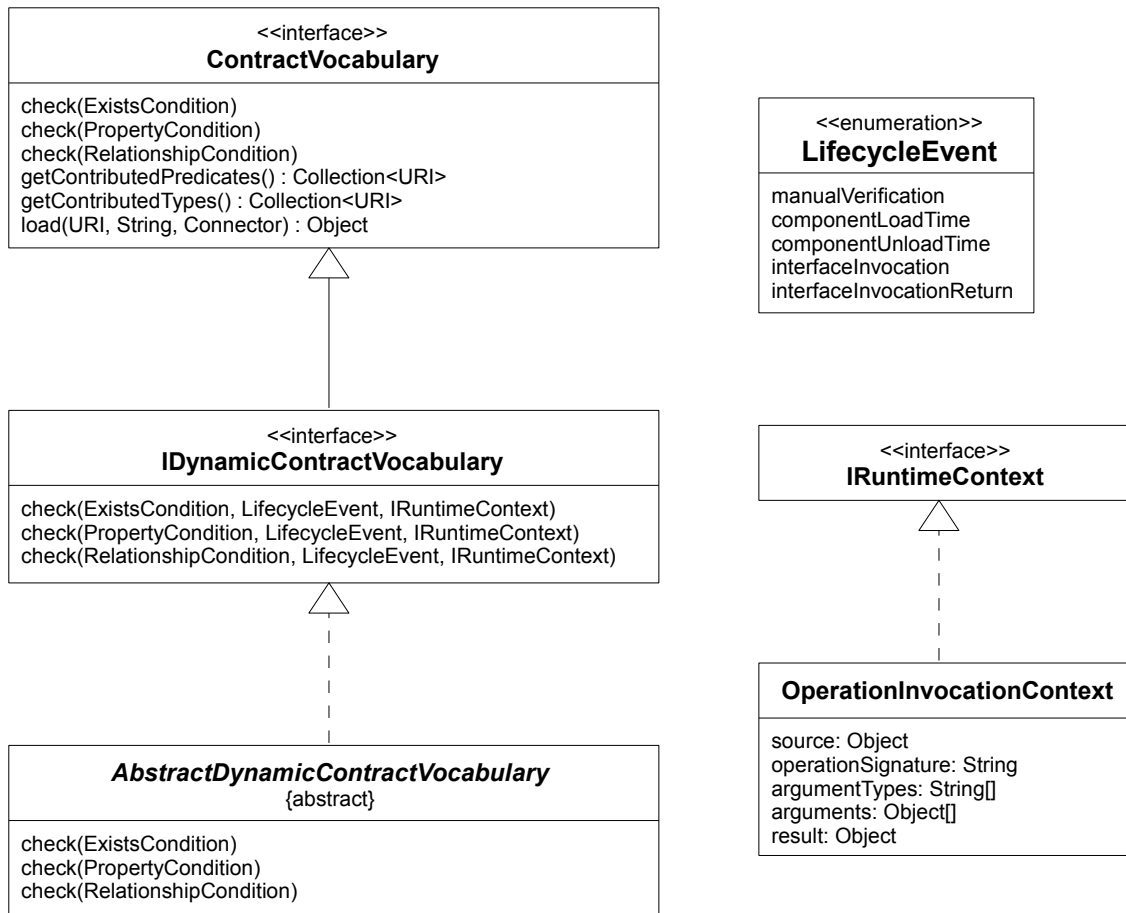 <<interface>>
ContractVocabulary
check(ExistsCondition)
check(PropertyCondition)
check(RelationshipCondition)
getContributedPredicates() : Collection<URI>
getContributedTypes() : Collection<URI>
load(URI, String, Connector) : Object
<<enumeration>>
LifecycleEvent
manualVerification
componentLoadTime
componentUnloadTime
interfaceInvocation
interfaceInvocationReturn
<<interface>>
IDynamicContractVocabulary
check(ExistsCondition, LifecycleEvent, IRuntimeContext)
check(PropertyCondition, LifecycleEvent, IRuntimeContext)
check(RelationshipCondition, LifecycleEvent, IRuntimeContext)
<<interface>>
IRuntimeContext
OperationInvocationContext
source: Object
operationSignature: String
argumentTypes: String[]
arguments: Object[]
result: Object
AbstractDynamicContractVocabulary
{abstract}
check(ExistsCondition)
check(PropertyCondition)
check(RelationshipCondition)